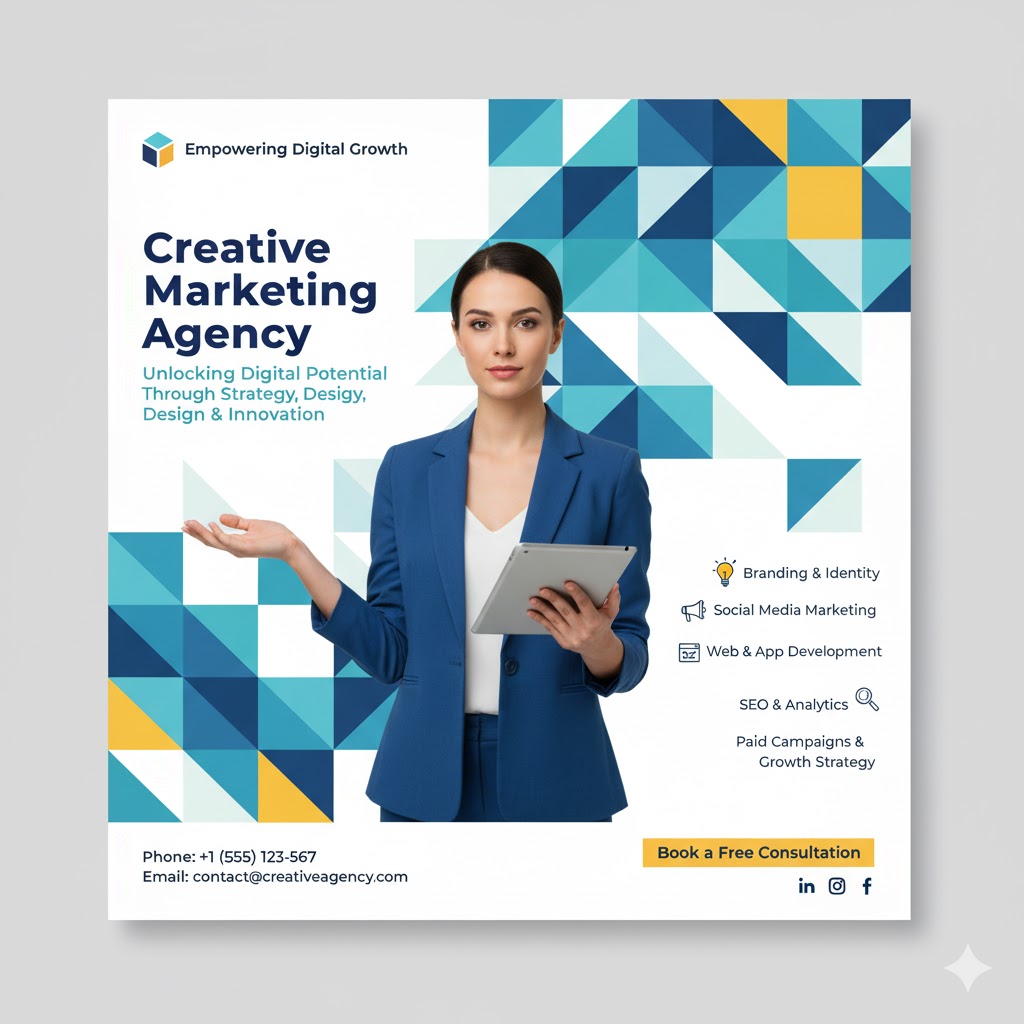 Empowering Digital Growth
Creative
Marketing
Agency
Unlocking Digital Potential
Through Strategy, Desigy,
Design & Innovation
Branding & Identity
Social Media Marketing
Web & App Development
SEO & Analytics
Paid Campaigns &
Growth Strategy
Phone: +1 (555) 123-567
Email: contact@creativeagency.com
Book a Free Consultation